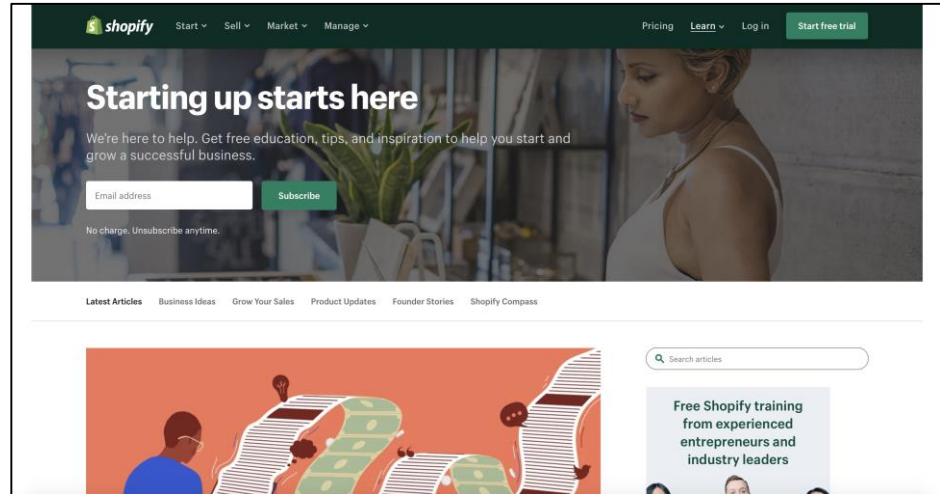 shopify Start Sell Market Manage Pricing Learn Log in Start free trial
Starting up starts here
We're here to help. Get free education, tips, and inspiration to help you start and
grow a successful business.
Email address Subscribe
No charge. Unsubscribe anytime.
Latest Articles Business Ideas Grow Your Sales Product Updates Founder Stories Shopify Compass
Search articles
Free Shopify training
from experienced
entrepreneurs and
industry leaders